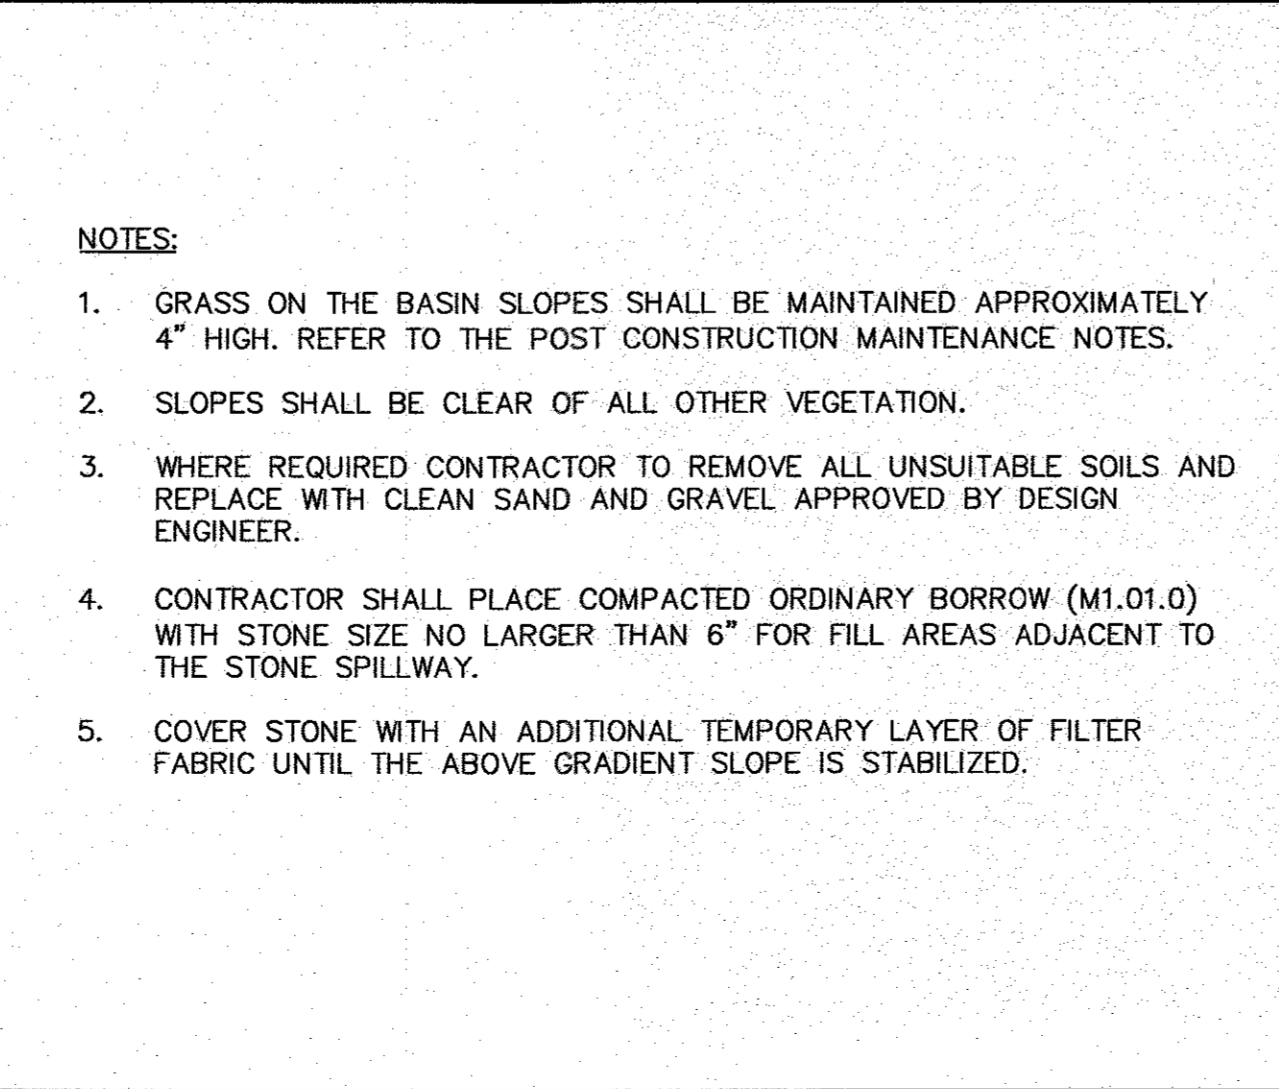 NOTES:
1. GRASS ON THE BASIN SLOPES SHALL BE MAINTAINED APPROXIMATELY
4" HIGH. REFER TO THE POST CONSTRUCTION MAINTENANCE NOTES.
2. SLOPES SHALL BE CLEAR OF ALL OTHER VEGETATION.
3. WHERE REQUIRED CONTRACTOR TO REMOVE ALL UNSUITABLE SOILS AND
REPLACE WITH CLEAN SAND AND GRAVEL APPROVED BY DESIGN
ENGINEER.
4. CONTRACTOR SHALL PLACE COMPACTED ORDINARY BORROW (M1.01.0)
WITH STONE SIZE NO LARGER THAN 6" FOR FILL AREAS ADJACENT TO
THE STONE SPILLWAY.
5. COVER STONE WITH AN ADDITIONAL TEMPORARY LAYER OF FILTER
FABRIC UNTIL THE ABOVE GRADIENT SLOPE IS STABILIZED.